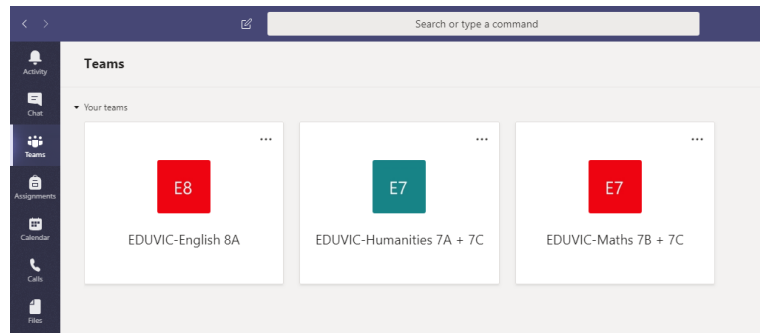 Search or type a command
Activity
Chat
Teams
Assignments
Calendar
Calls
Files
Teams
Your teams
E8
EDUVIC-English 8A
E7
EDUVIC-Humanities 7A + 7C
E7
EDUVIC-Maths 7B + 7C